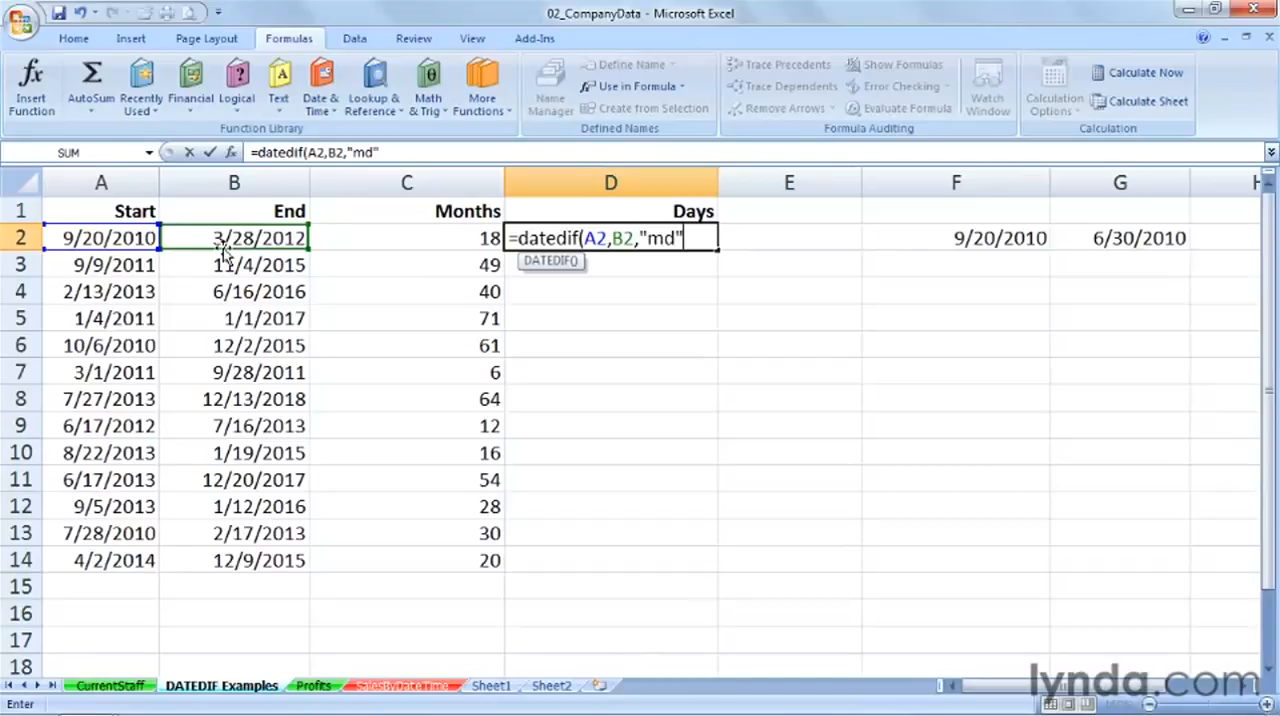 02_CompanyData - Microsoft Excel
Home Insert Page Layout Formulas Data Review View Add-Ins
Insert Function AutoSum Recently Used Financial Logical Text Date & Time Lookup & Reference Math & Trig More Functions
Function Library
Name Manager Define Name Use in Formula Create from Selection
Defined Names
Trace Precedents Trace Dependents Remove Arrows Show Formulas Error Checking Evaluate Formula Watch Window
Formula Auditing
Calculation Options Calculate Now Calculate Sheet
Calculation
SUM =datedif(A2,B2,"md"
A B C D E F G H
1 Start End Months Days
2 9/20/2010 3/28/2012 18 =datedif(A2,B2,"md" 9/20/2010 6/30/2010
DATEDIF()
3 9/9/2011 11/4/2015 49
4 2/13/2013 6/16/2016 40
5 1/4/2011 1/1/2017 71
6 10/6/2010 12/2/2015 61
7 3/1/2011 9/28/2011 6
8 7/27/2013 12/13/2018 64
9 6/17/2012 7/16/2013 12
10 8/22/2013 1/19/2015 16
11 6/17/2013 12/20/2017 54
12 9/5/2013 1/12/2016 28
13 7/28/2010 2/17/2013 30
14 4/2/2014 12/9/2015 20
15
16
17
18
CurrentStaff DATEDIF Examples Profits SalesByDateTime Sheet1 Sheet2
lynda.com
Enter